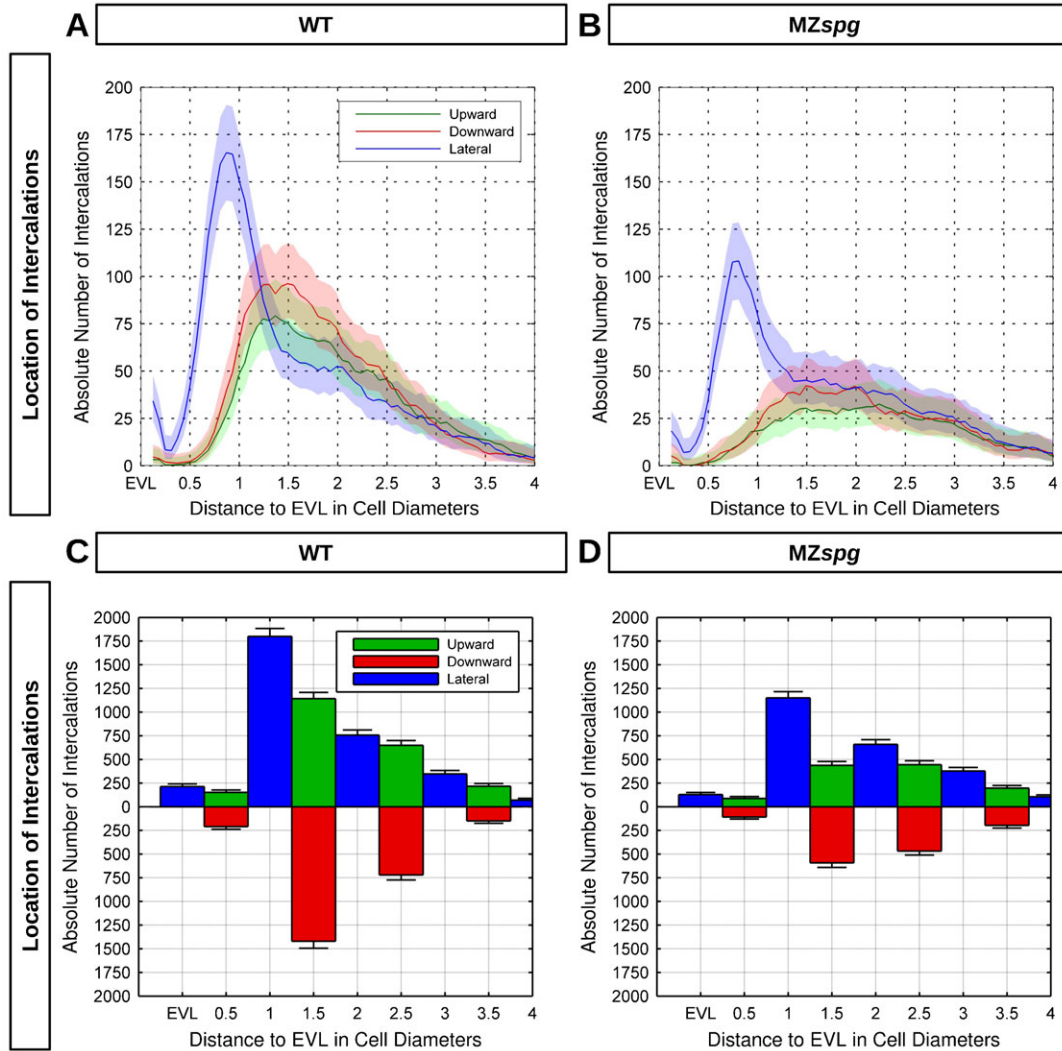 A WT
B MZspg
Location of Intercalations
Absolute Number of Intercalations
200
175
150
125
100
75
50
25
0
EVL 0.5 1 1.5 2 2.5 3 3.5 4
Distance to EVL in Cell Diameters
Upward
Downward
Lateral
Absolute Number of Intercalations
200
175
150
125
100
75
50
25
0
EVL 0.5 1 1.5 2 2.5 3 3.5 4
Distance to EVL in Cell Diameters
C WT
D MZspg
Location of Intercalations
Absolute Number of Intercalations
2000
1750
1500
1250
1000
750
500
250
0
250
500
750
1000
1250
1500
1750
2000
EVL 0.5 1 1.5 2 2.5 3 3.5 4
Distance to EVL in Cell Diameters
Upward
Downward
Lateral
Absolute Number of Intercalations
2000
1750
1500
1250
1000
750
500
250
0
250
500
750
1000
1250
1500
1750
2000
EVL 0.5 1 1.5 2 2.5 3 3.5 4
Distance to EVL in Cell Diameters